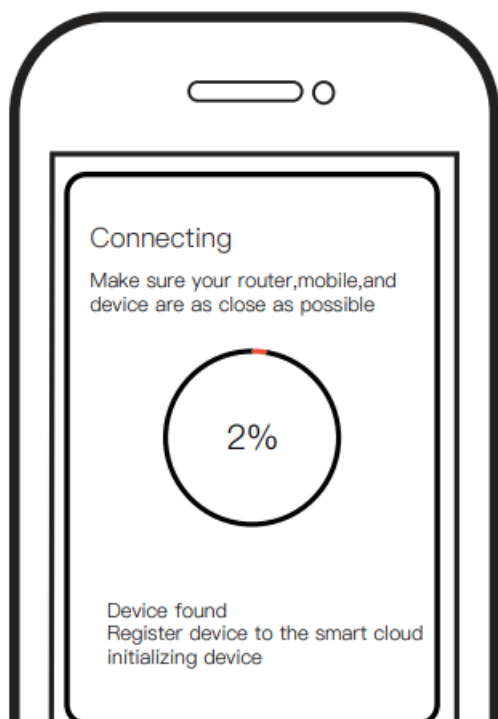 Connecting
Make sure your router,mobile,and
device are as close as possible
2%
Device found
Register device to the smart cloud
initializing device